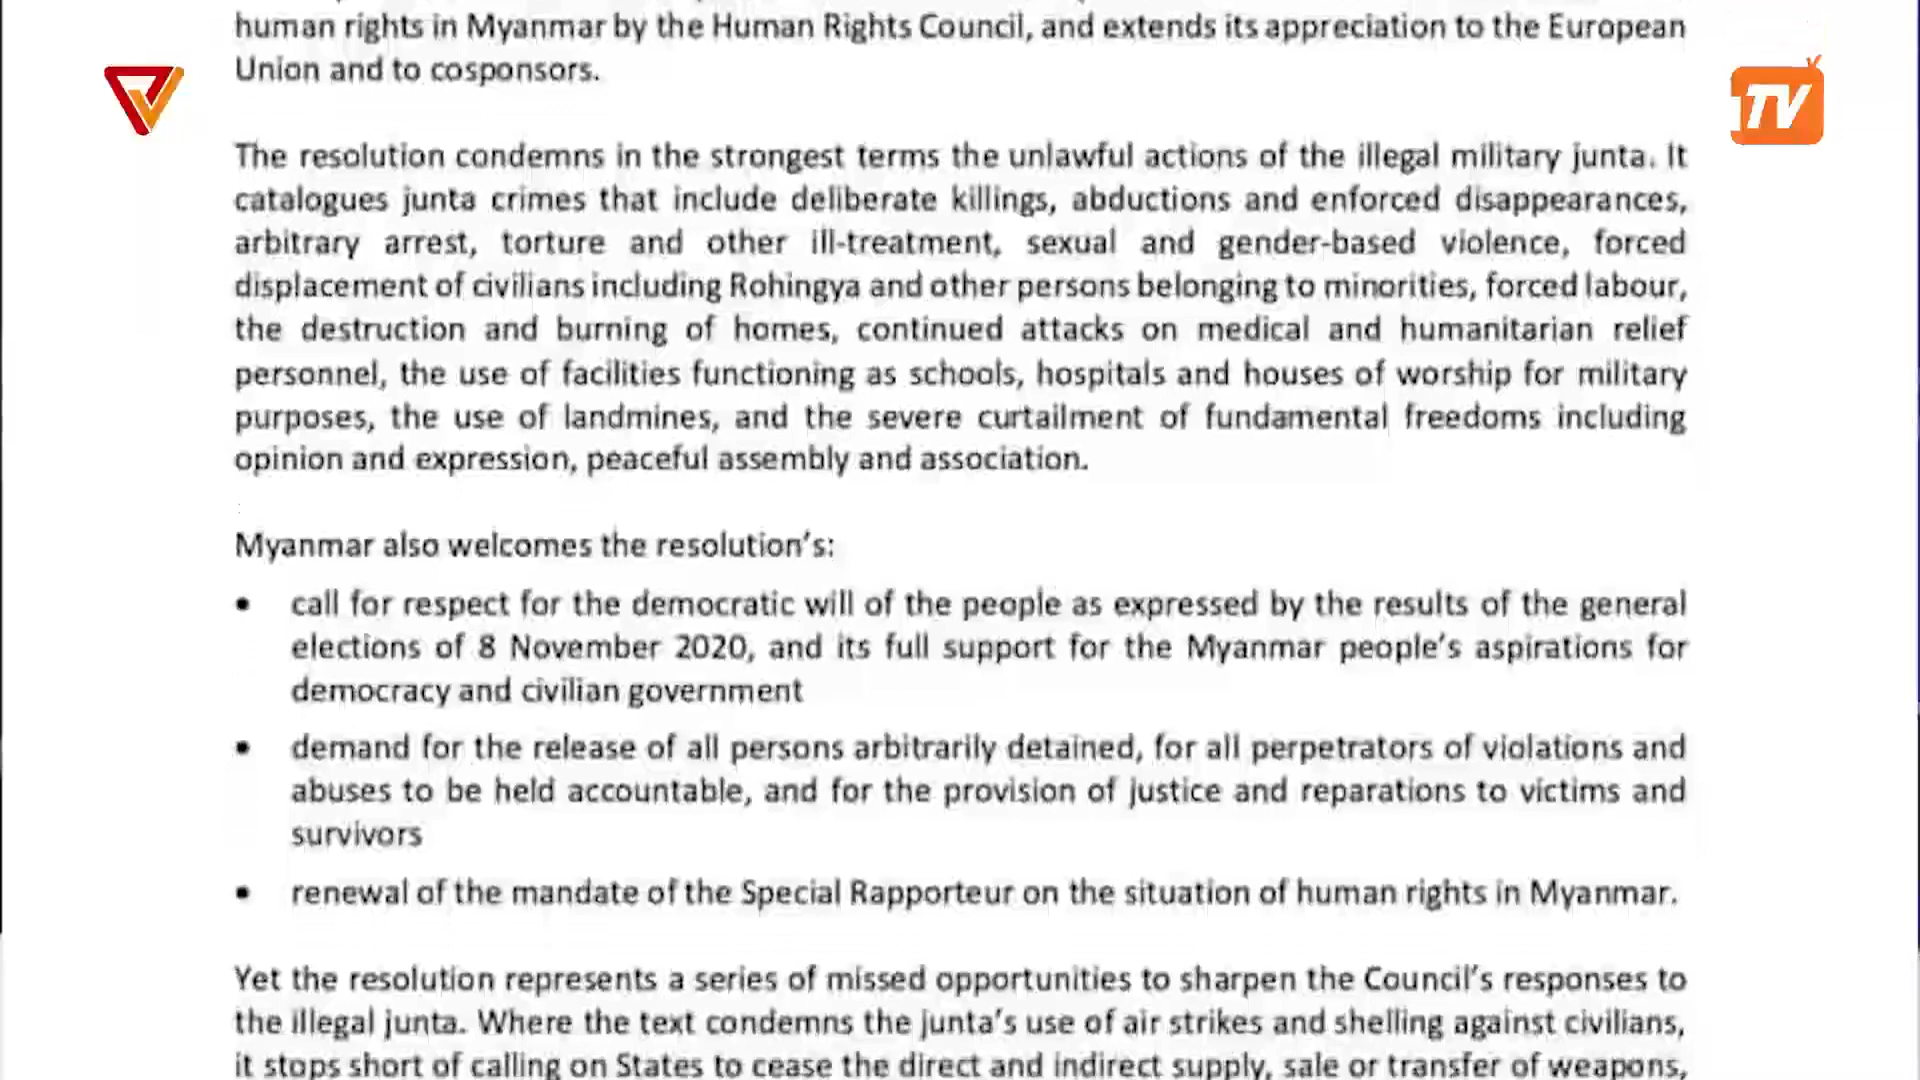 human rights in Myanmar by the Human Rights Council, and extends its appreciation to the European
Union and to cosponsors.
TV
The resolution condemns in the strongest terms the unlawful actions of the illegal military junta. It
catalogues junta crimes that include deliberate killings, abductions and enforced disappearances,
arbitrary arrest, torture and other ill-treatment, sexual and gender-based violence, forced
displacement of civilians including Rohingya and other persons belonging to minorities, forced labour,
the destruction and burning of homes, continued attacks on medical and humanitarian relief
personnel, the use of facilities functioning as schools, hospitals and houses of worship for military
purposes, the use of landmines, and the severe curtailment of fundamental freedoms including
opinion and expression, peaceful assembly and association.
Myanmar also welcomes the resolution's:
• call for respect for the democratic will of the people as expressed by the results of the general
elections of 8 November 2020, and its full support for the Myanmar people's aspirations for
democracy and civilian government
• demand for the release of all persons arbitrarily detained, for all perpetrators of violations and
abuses to be held accountable, and for the provision of justice and reparations to victims and
survivors
• renewal of the mandate of the Special Rapporteur on the situation of human rights in Myanmar.
Yet the resolution represents a series of missed opportunities to sharpen the Council's responses to
the illegal junta. Where the text condemns the junta's use of air strikes and shelling against civilians,
it stops short of calling on States to cease the direct and indirect supply, sale or transfer of weapons,